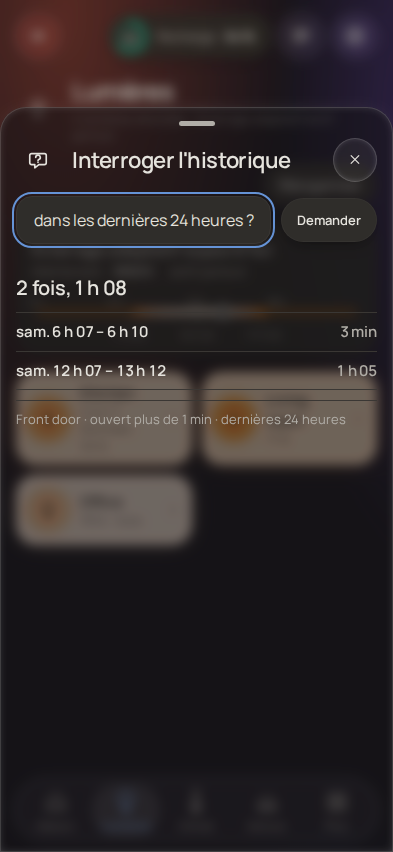 Lumières
Interroger l'historique
dans les dernières 24 heures ?
Demander
2 fois, 1 h 08
sam. 6 h 07 – 6 h 10
3 min
sam. 12 h 07 – 13 h 12
1 h 05
Front door · ouvert plus de 1 min · dernières 24 heures